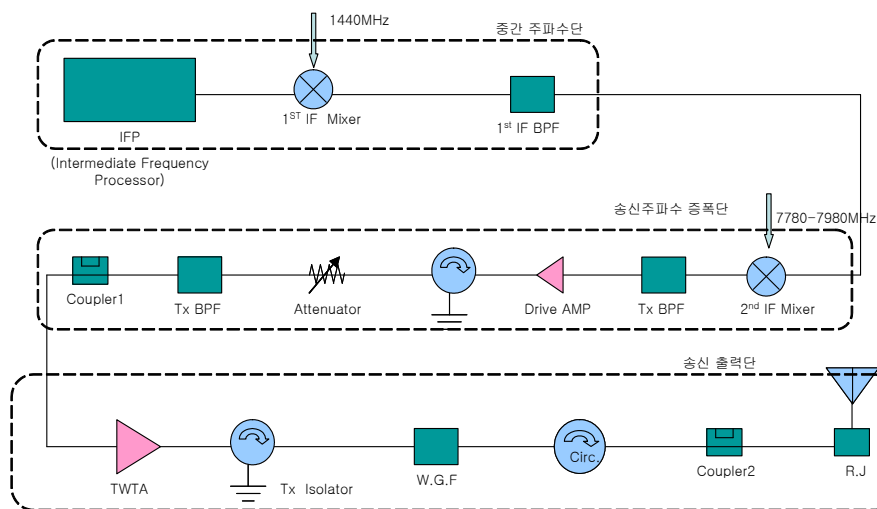 1440MHz
중간 주파수단
1ST IF Mixer
1st IF BPF
IFP
(Intermediate Frequency
Processor)
송신주파수 증폭단
7780-7980MHz
Coupler1
Tx BPF
Attenuator
Drive AMP
Tx BPF
2nd IF Mixer
송신 출력단
Circ.
TWTA
Tx Isolator
W.G.F
Coupler2
R.J